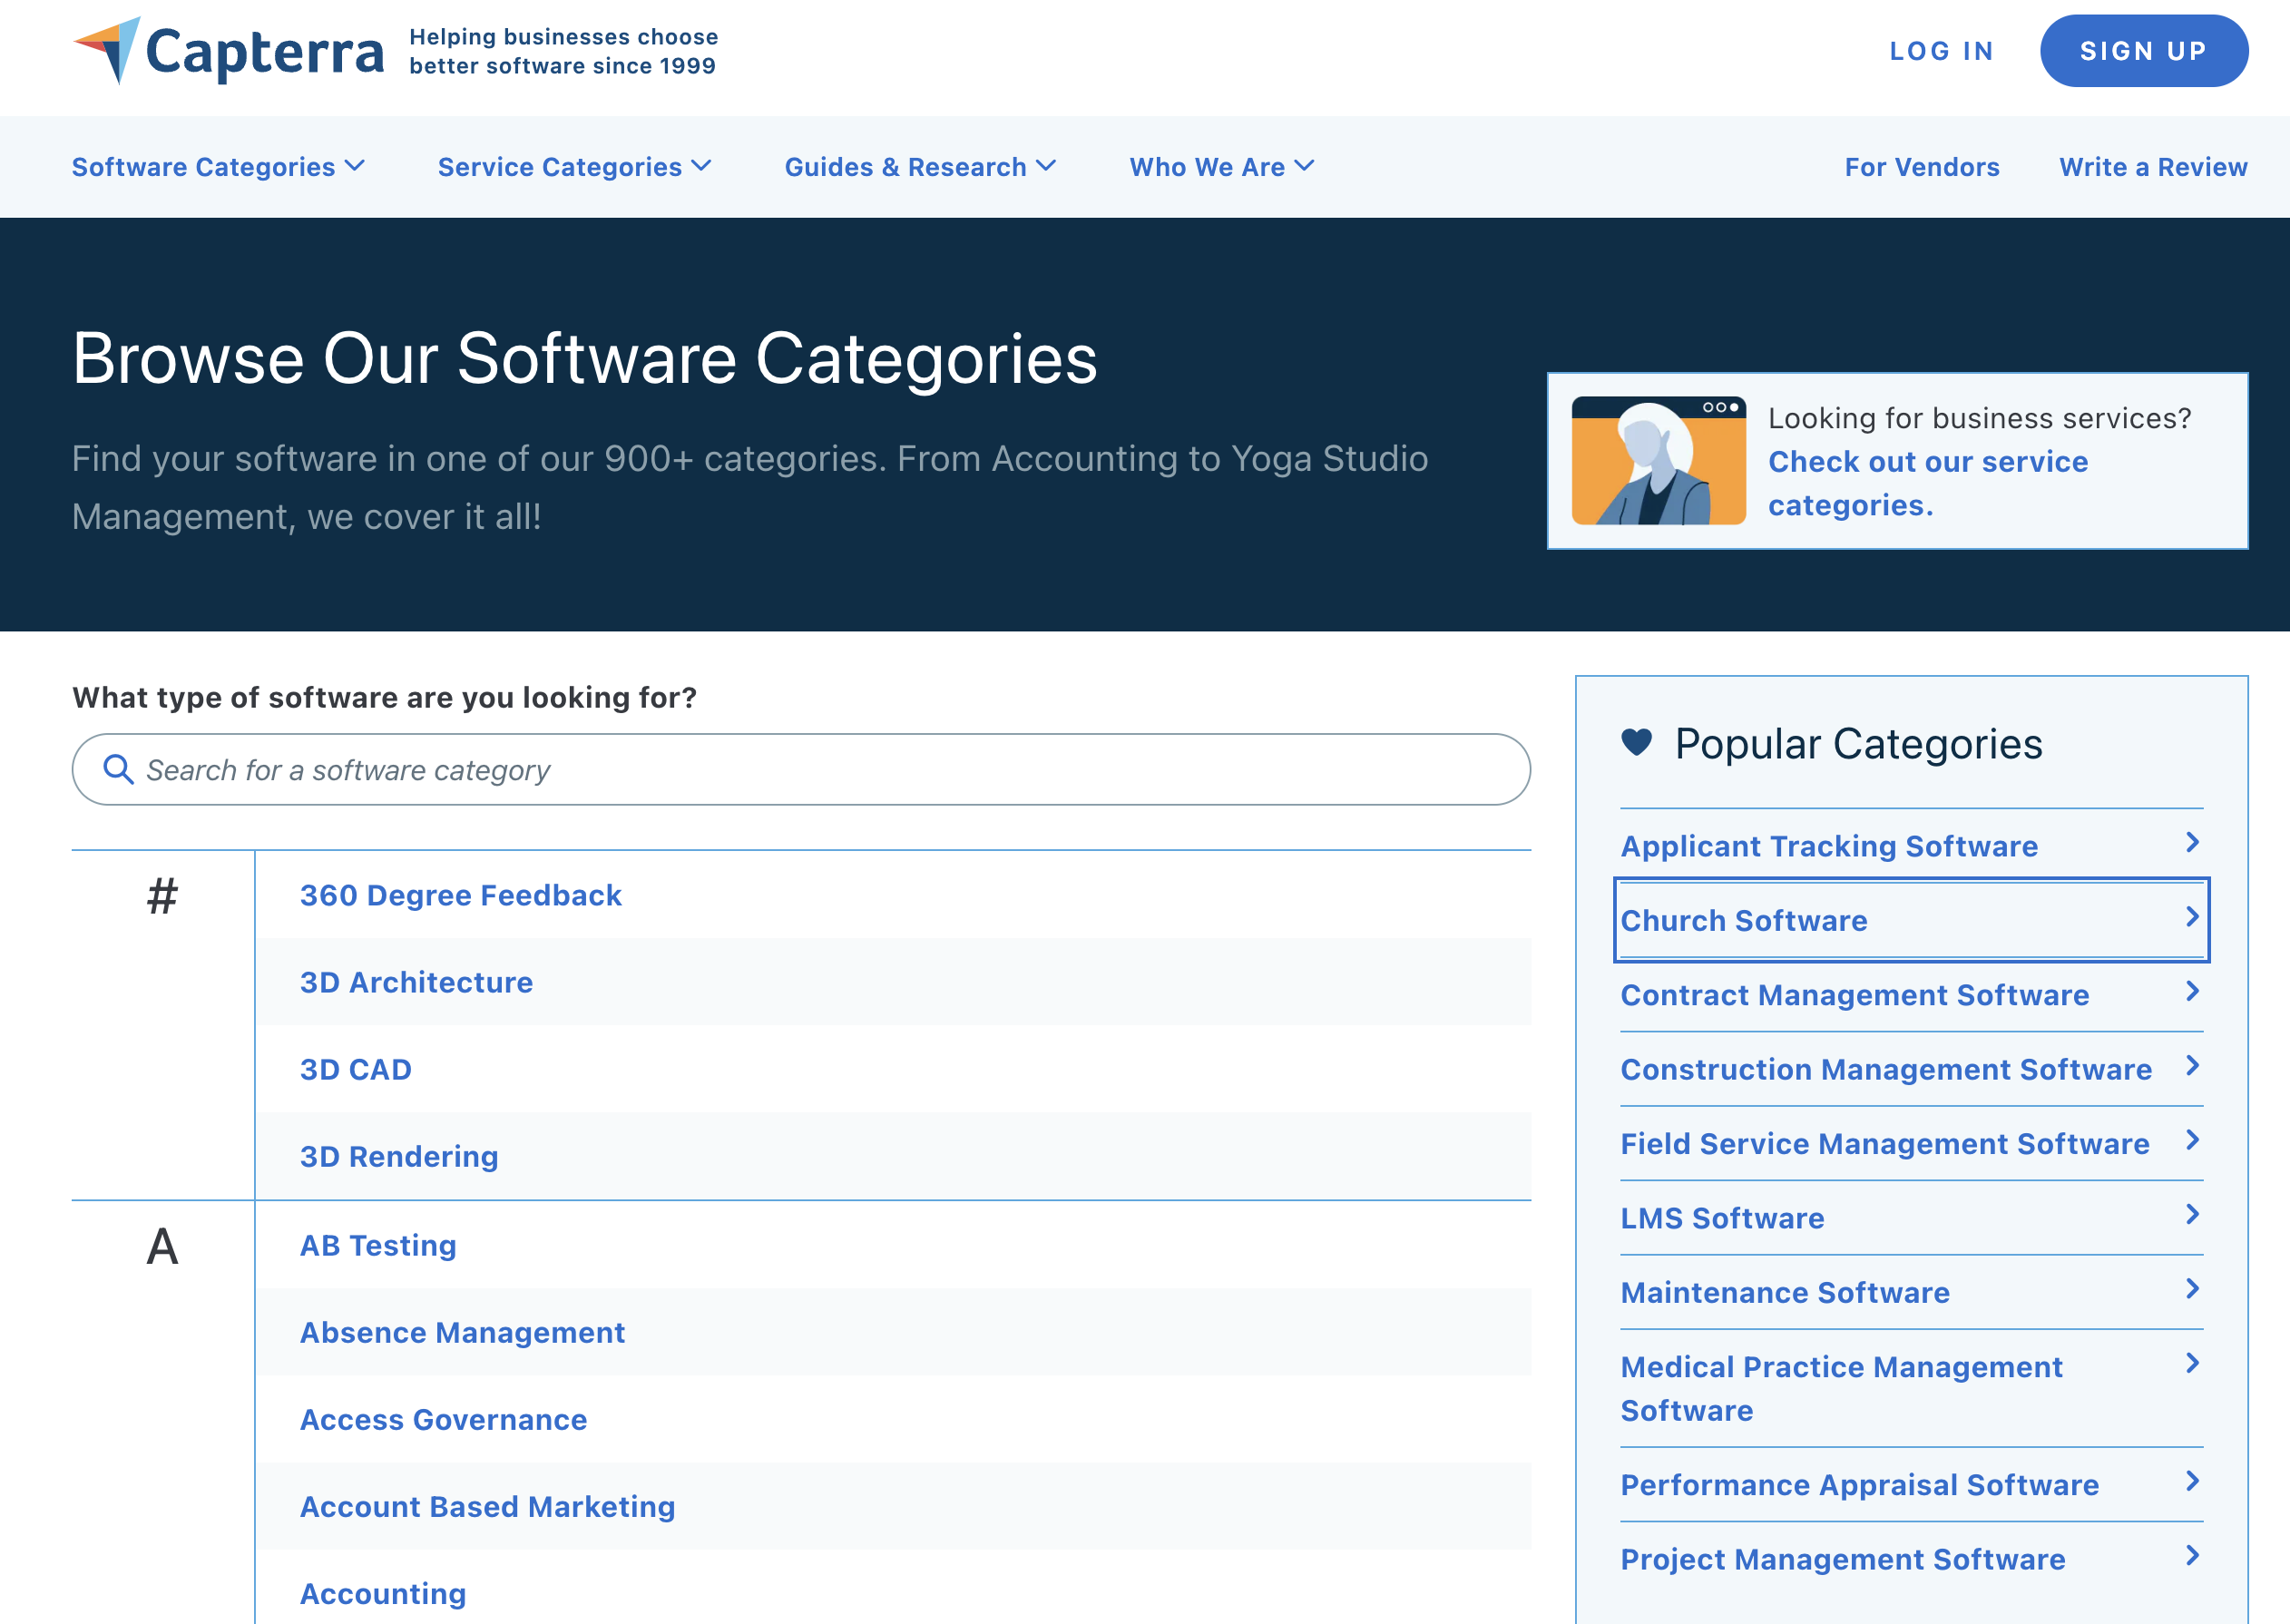 Capterra
Helping businesses choose
better software since 1999
LOG IN
SIGN UP
Software Categories
Service Categories
Guides & Research
Who We Are
For Vendors
Write a Review
Browse Our Software Categories
Find your software in one of our 900+ categories. From Accounting to Yoga Studio
Management, we cover it all!
Looking for business services?
Check out our service
categories.
What type of software are you looking for?
Search for a software category
#
360 Degree Feedback
3D Architecture
3D CAD
3D Rendering
A
AB Testing
Absence Management
Access Governance
Account Based Marketing
Accounting
Popular Categories
Applicant Tracking Software
Church Software
Contract Management Software
Construction Management Software
Field Service Management Software
LMS Software
Maintenance Software
Medical Practice Management
Software
Performance Appraisal Software
Project Management Software